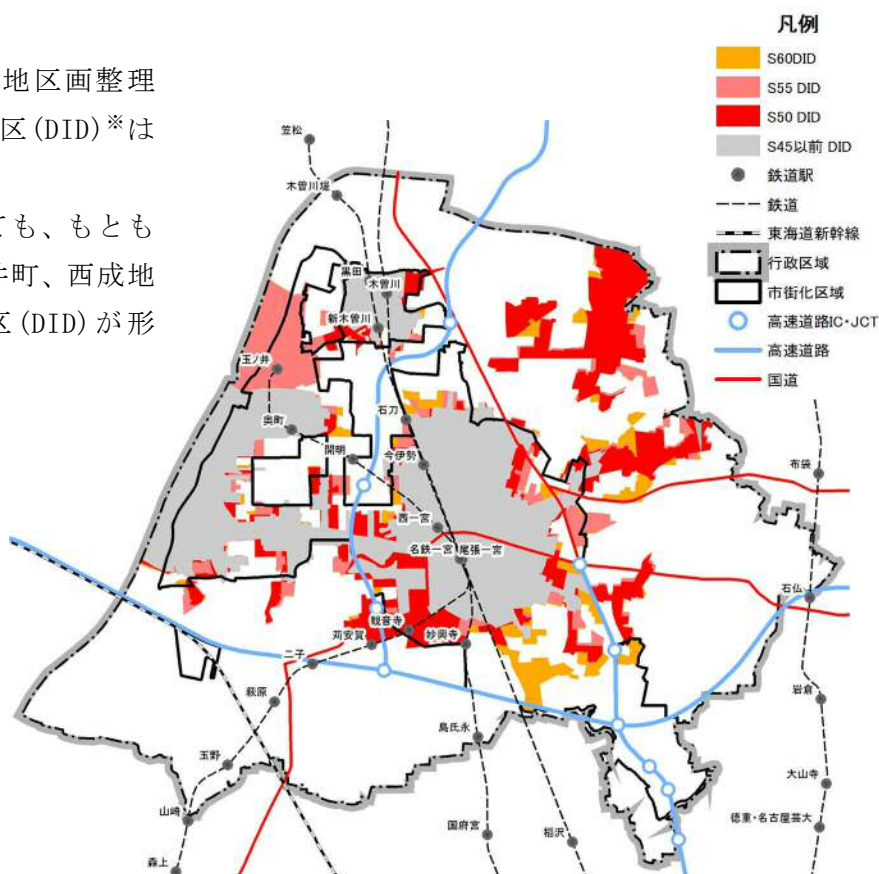 地区画整理
区(DID)※は
ても、もとも
井町、西成地
区(DID)が形
凡例
S60DID
S55 DID
S50 DID
S45以前 DID
鉄道駅
鉄道
東海道新幹線
行政区域
市街化区域
高速道路IC・JCT
高速道路
国道
笠松
木曽川堤
黒田
木曽川
新木曽川
玉ノ井
石刀
奥町
開明
今伊勢
布袋
西一宮
名鉄一宮
尾張一宮
石仏
観音寺
苅安賀
妙興寺
二子
萩原
岩倉
島氏永
玉野
大山寺
山崎
国府宮
稲沢
徳重・名古屋芸大
森上